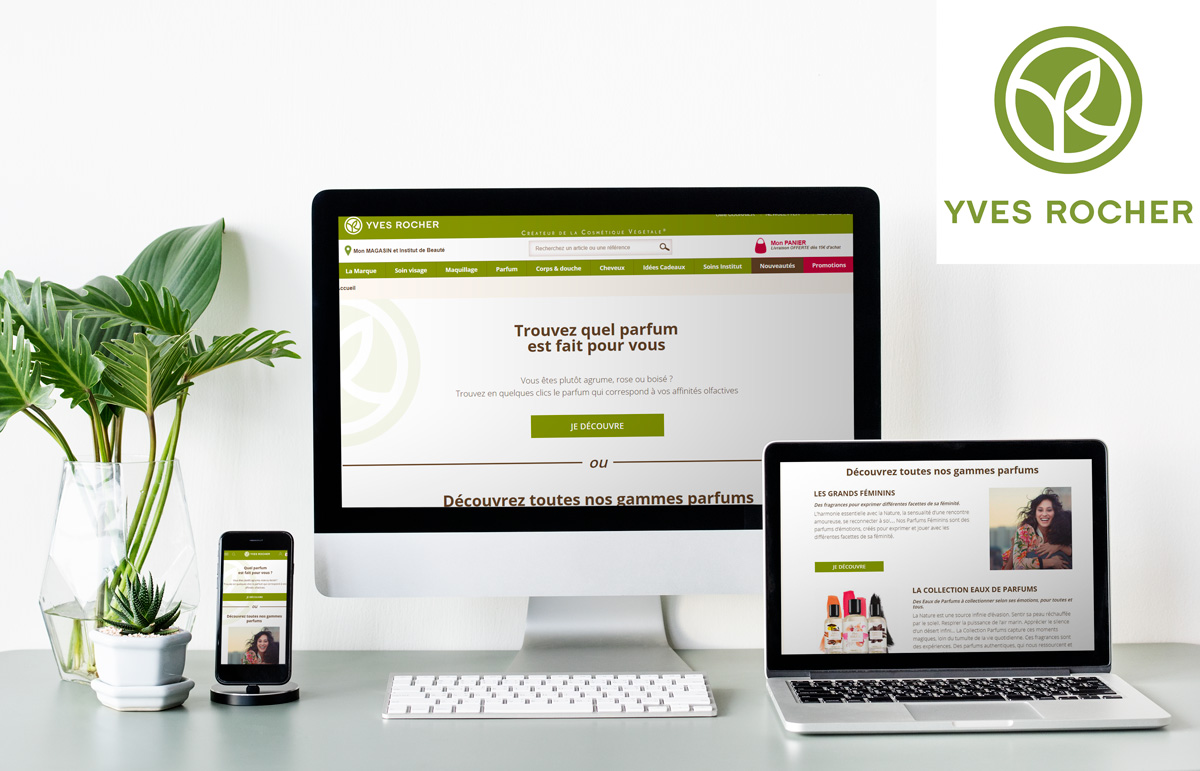 YVES ROCHER
YVES ROCHER
CRÉATEUR DE LA COSMÉTIQUE VÉGÉTALE®
Mon MAGASIN et Institut de Beauté
Recherchez un article ou une référence
Mon PANIER
Livraison OFFERTE dès 15€ d'achat
La Marque
Soin visage
Maquillage
Parfum
Corps & douche
Cheveux
Idées Cadeaux
Soins Institut
Nouveautés
Promotions
Accueil
Trouvez quel parfum
est fait pour vous
Vous êtes plutôt agrume, rose ou boisé ?
Trouvez en quelques clics le parfum qui correspond à vos affinités olfactives
JE DÉCOUVRE
ou
Découvrez toutes nos gammes parfums
YVES ROCHER
Quel parfum
est fait pour vous ?
JE DÉCOUVRE
ou
Découvrez toutes nos gammes
parfums
Découvrez toutes nos gammes parfums
LES GRANDS FÉMININS
Des fragrances pour exprimer différentes facettes de sa féminité.
L'harmonie essentielle avec la Nature, la sensualité d'une rencontre
amoureuse, se reconnecter à soi,... Nos Parfums Féminins sont des
parfums d'émotions, créés pour exprimer et jouer avec les
différentes facettes de sa féminité.
JE DÉCOUVRE
LA COLLECTION EAUX DE PARFUMS
Des Eaux de Parfums à collectionner selon ses émotions, pour toutes et
tous.
La Nature est une source infinie d'évasion. Sentir sa peau réchauffée
par le soleil. Respirer la puissance de l'air marin. Apprécier le silence
d'un désert infini... La Collection Parfums capture ces moments
magiques, loin du tumulte de la vie quotidienne. Ces fragrances sont
des expériences. Des parfums authentiques, qui nous ressourcent et